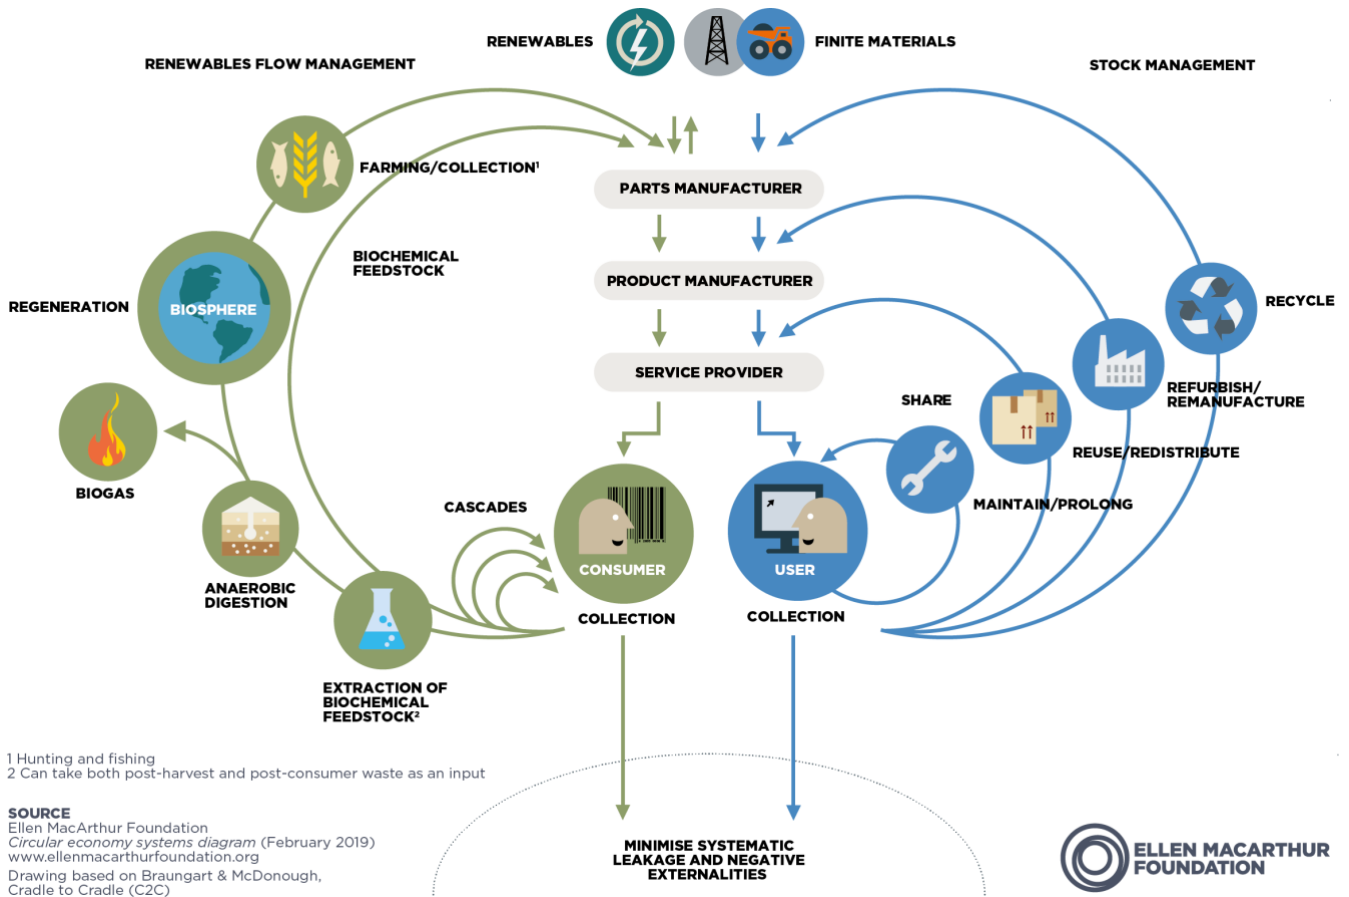 RENEWABLES
FINITE MATERIALS
RENEWABLES FLOW MANAGEMENT
STOCK MANAGEMENT
FARMING/COLLECTION¹
PARTS MANUFACTURER
BIOCHEMICAL
FEEDSTOCK
PRODUCT MANUFACTURER
REGENERATION
BIOSPHERE
RECYCLE
SERVICE PROVIDER
SHARE
REFURBISH/
REMANUFACTURE
REUSE/REDISTRIBUTE
BIOGAS
CASCADES
MAINTAIN/PROLONG
CONSUMER
USER
ANAEROBIC
DIGESTION
COLLECTION
COLLECTION
EXTRACTION OF
BIOCHEMICAL
FEEDSTOCK²
1 Hunting and fishing
2 Can take both post-harvest and post-consumer waste as an input
SOURCE
Ellen MacArthur Foundation
Circular economy systems diagram (February 2019)
www.ellenmacarthurfoundation.org
Drawing based on Braungart & McDonough,
Cradle to Cradle (C2C)
MINIMISE SYSTEMATIC
LEAKAGE AND NEGATIVE
EXTERNALITIES
ELLEN MACARTHUR
FOUNDATION